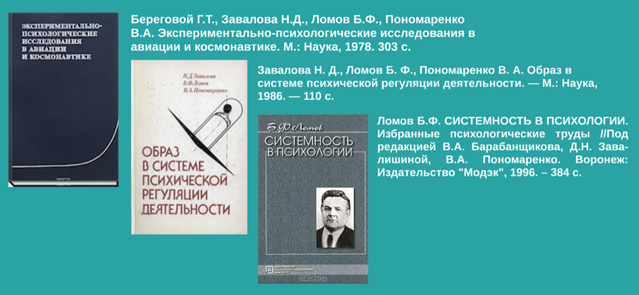 ЭКСПЕРИМЕНТАЛЬНО-
ПСИХОЛОГИЧЕСКИЕ
ИССЛЕДОВАНИЯ
В АВИАЦИИ
И КОСМОНАВТИКЕ
Береговой Г.Т., Завалова Н.Д., Ломов Б.Ф., Пономаренко
В.А. Экспериментально-психологические исследования в
авиации и космонавтике. М.: Наука, 1978. 303 с.
Н.Д.Завалова
Б.Ф.Ломов
В.А.Пономаренко
ОБРАЗ
В СИСТЕМЕ
ПСИХИЧЕСКОЙ
РЕГУЛЯЦИИ
ДЕЯТЕЛЬНОСТИ
Завалова Н. Д., Ломов Б. Ф., Пономаренко В. А. Образ в
системе психической регуляции деятельности. — М.: Наука,
1986. — 110 с.
Б.Ф.Ломов
СИСТЕМНОСТЬ
В ПСИХОЛОГИИ
Ломов Б.Ф. СИСТЕМНОСТЬ В ПСИХОЛОГИИ.
Избранные психологические труды //Под
редакцией В.А. Барабанщикова, Д.Н. Зава-
лишиной, В.А. Пономаренко. Воронеж:
Издательство "Модэк", 1996. – 384 с.